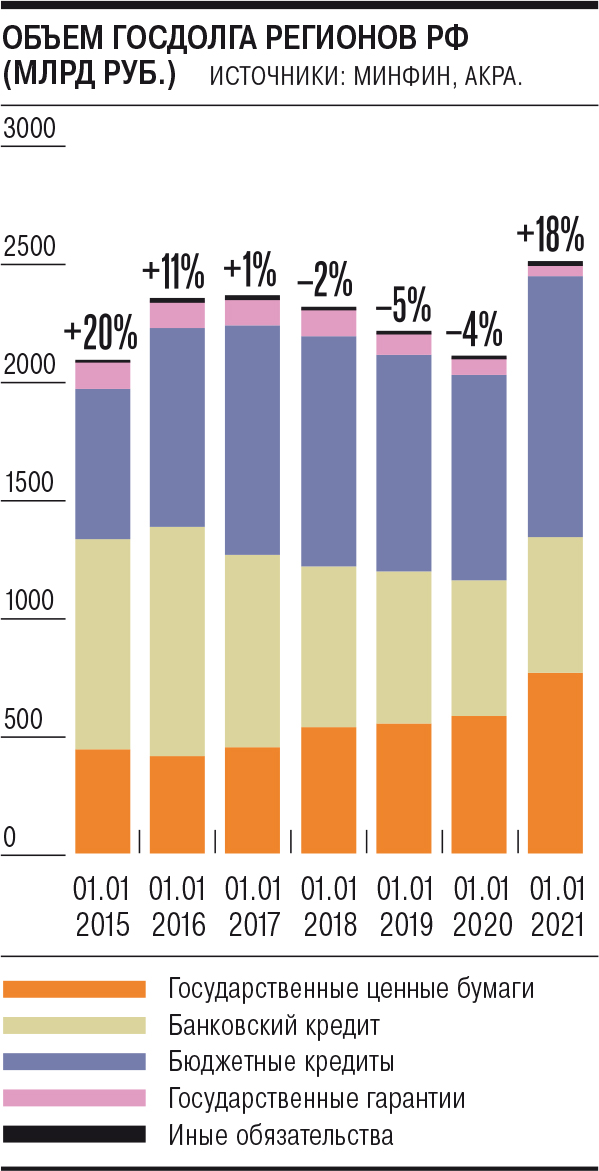 ОБЪЕМ ГОСДОЛГА РЕГИОНОВ РФ
(МЛРД РУБ.) ИСТОЧНИКИ: МИНФИН, АКРА.
3000
2500
2000
1500
1000
500
0
+20%
+11%
+1%
–2%
–5%
–4%
+18%
01.01 01.01 01.01 01.01 01.01 01.01 01.01
2015 2016 2017 2018 2019 2020 2021
Государственные ценные бумаги
Банковский кредит
Бюджетные кредиты
Государственные гарантии
Иные обязательства